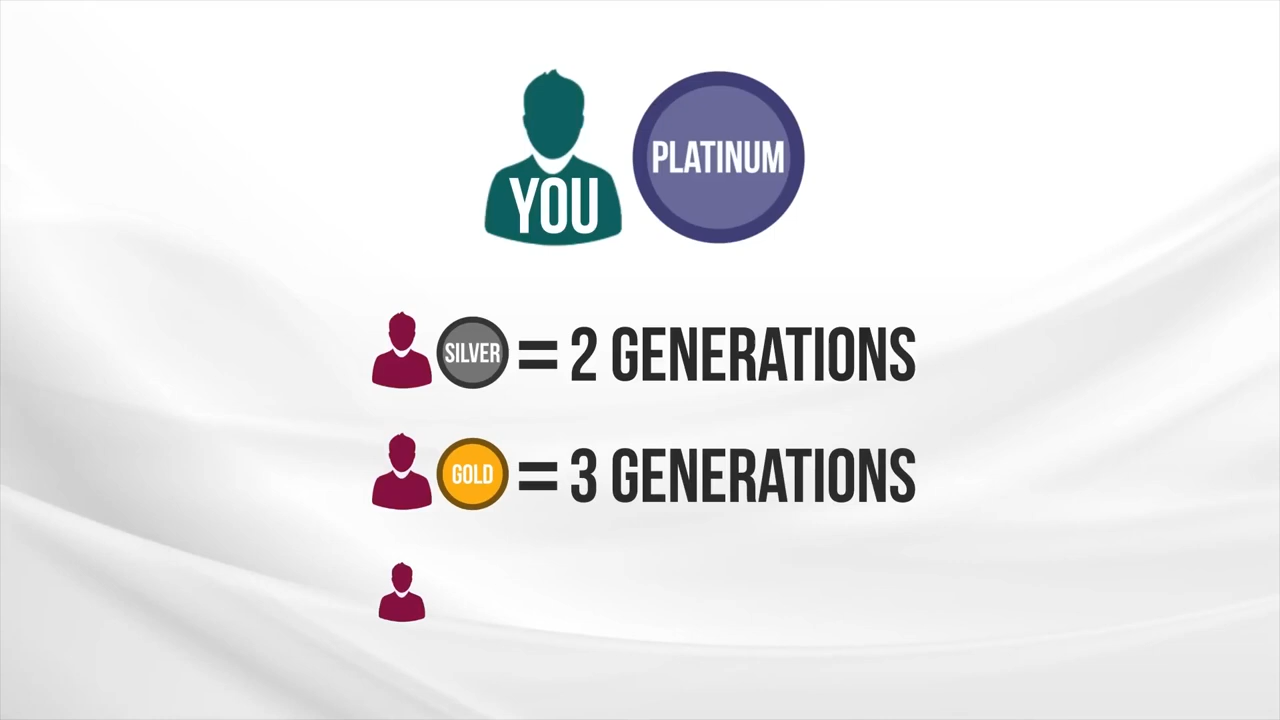 YOU PLATINUM
SILVER = 2 GENERATIONS
GOLD = 3 GENERATIONS